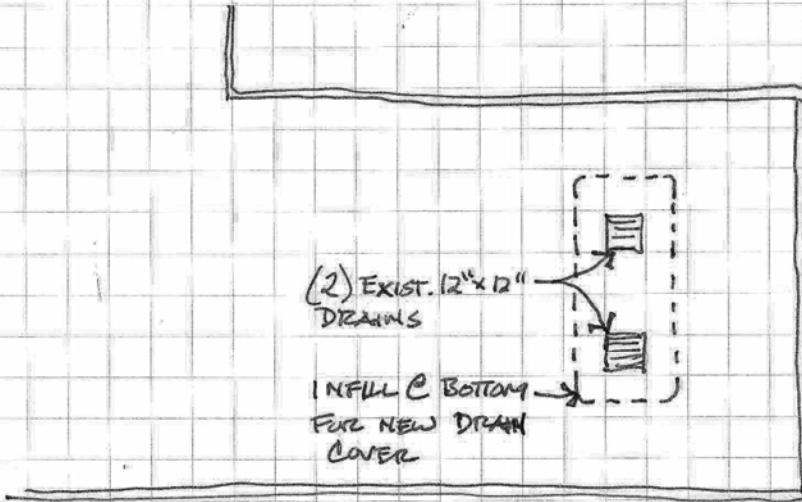 (2) EXIST. 12"x12"
DRAINS
INFILL @ BOTTOM
FOR NEW DRAIN
COVER